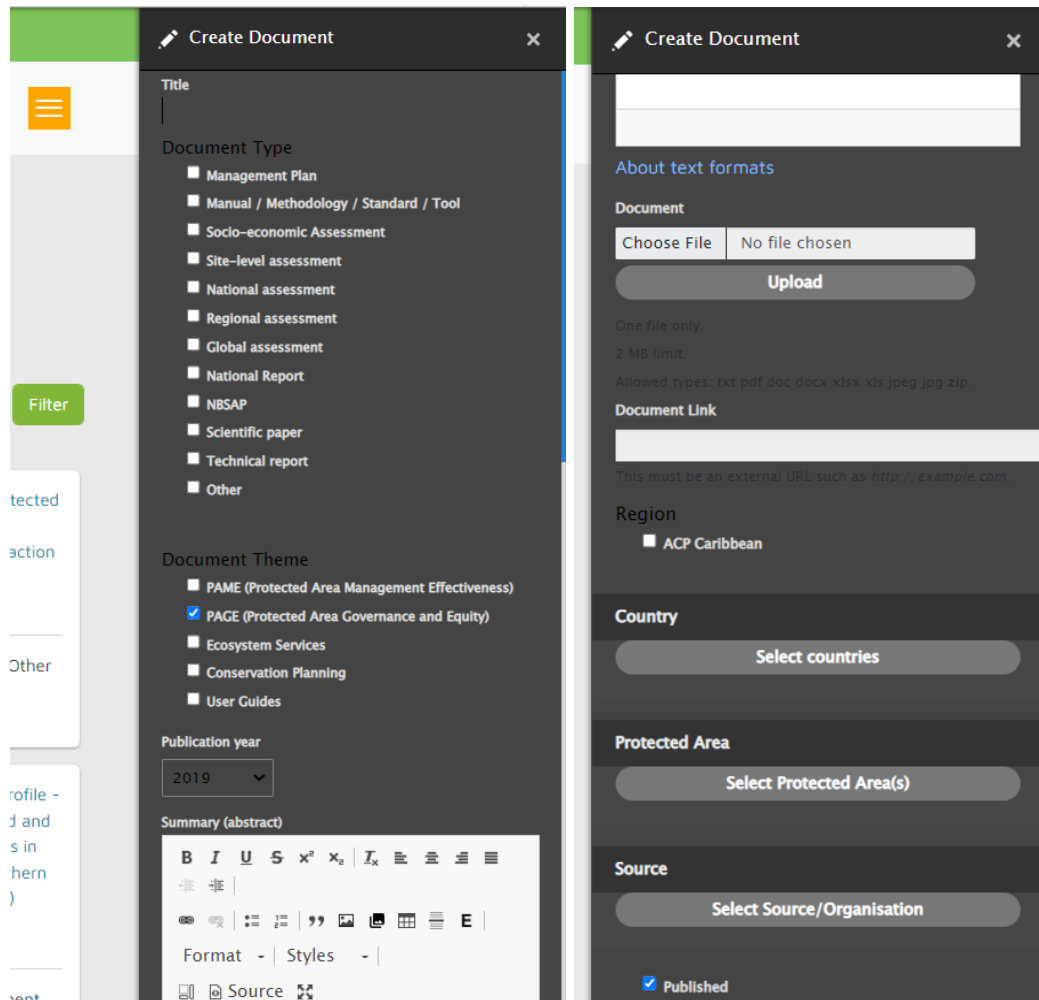 Create Document
×
Title
Document Type
Management Plan
Manual / Methodology / Standard / Tool
Socio-economic Assessment
Site-level assessment
National assessment
Regional assessment
Global assessment
National Report
NBSAP
Scientific paper
Technical report
Other
Document Theme
PAME (Protected Area Management Effectiveness)
PAGE (Protected Area Governance and Equity)
Ecosystem Services
Conservation Planning
User Guides
Publication year
2019
Summary (abstract)
B I U S x² x₂ Ix
E
Format
Styles
Source
Filter
tected
action
Other
rofile -
d and
s in
hern
)
Create Document
×
About text formats
Document
Choose File No file chosen
Upload
One file only.
2 MB limit.
Allowed types: txt pdf doc docx xlsx xls jpeg jpg zip.
Document Link
This must be an external URL such as http://example.com.
Region
ACP Caribbean
Country
Select countries
Protected Area
Select Protected Area(s)
Source
Select Source/Organisation
Published